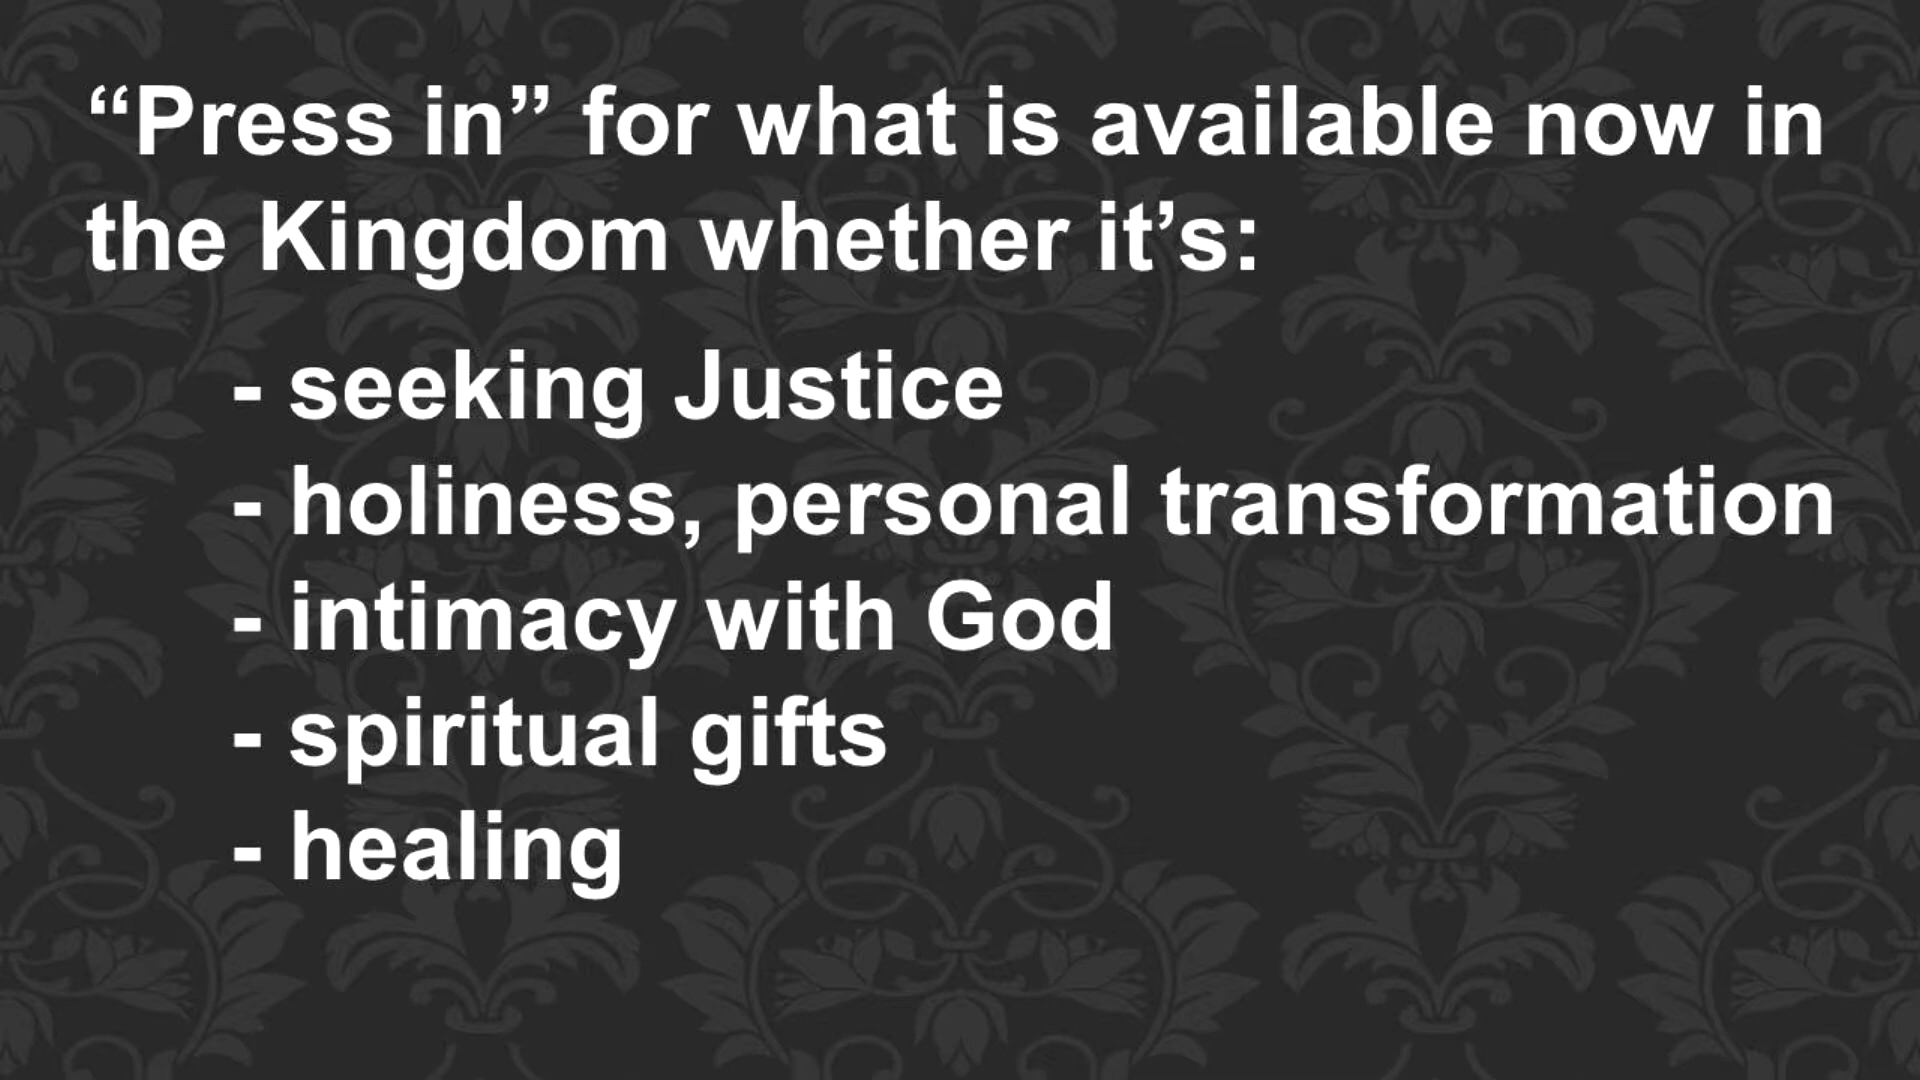 “Press in” for what is available now in
the Kingdom whether it’s:
- seeking Justice
- holiness, personal transformation
- intimacy with God
- spiritual gifts
- healing